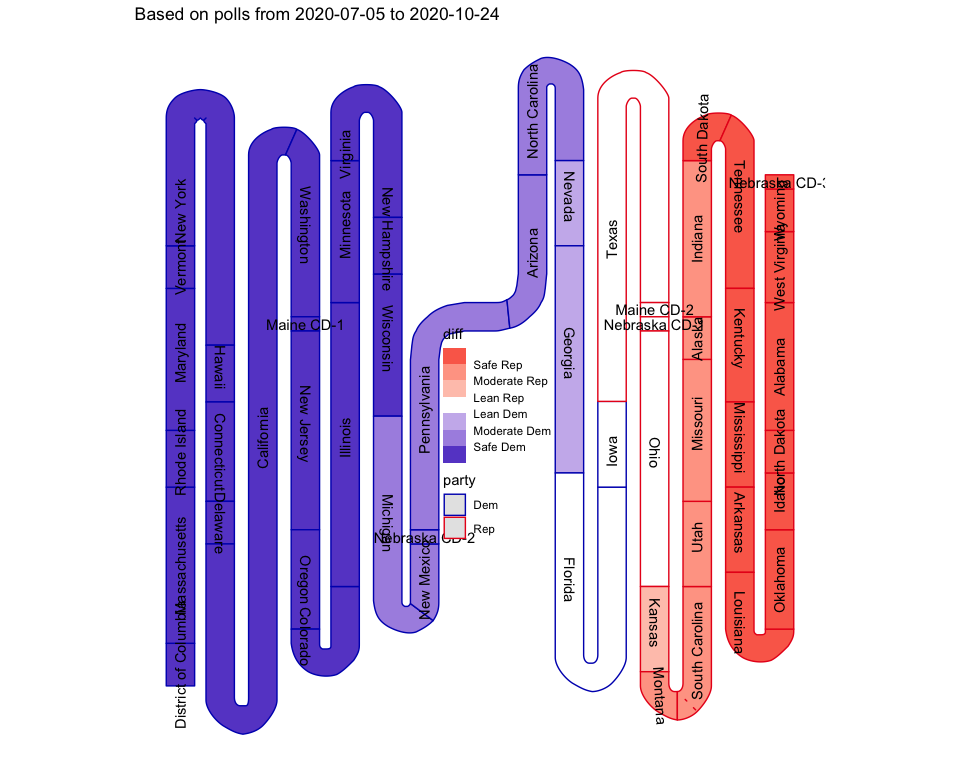 Based on polls from 2020-07-05 to 2020-10-24
New York
Vermont
Maryland
Rhode Island
Massachusetts
District of Columbia
Hawaii
Connecticut
Delaware
California
Washington
Maine CD-1
New Jersey
Oregon
Colorado
Virginia
Minnesota
Illinois
New Hampshire
Wisconsin
Michigan
Nebraska CD-2
Pennsylvania
New Mexico
North Carolina
Arizona
Nevada
Georgia
Florida
diff
Safe Rep
Moderate Rep
Lean Rep
Lean Dem
Moderate Dem
Safe Dem
party
Dem
Rep
Texas
Iowa
Maine CD-2
Nebraska CD-1
Ohio
Kansas
Montana
South Dakota
Indiana
Alaska
Missouri
Utah
South Carolina
Tennessee
Kentucky
Mississippi
Arkansas
Louisiana
Nebraska CD-3
Wyoming
West Virginia
Alabama
North Dakota
Idaho
Oklahoma